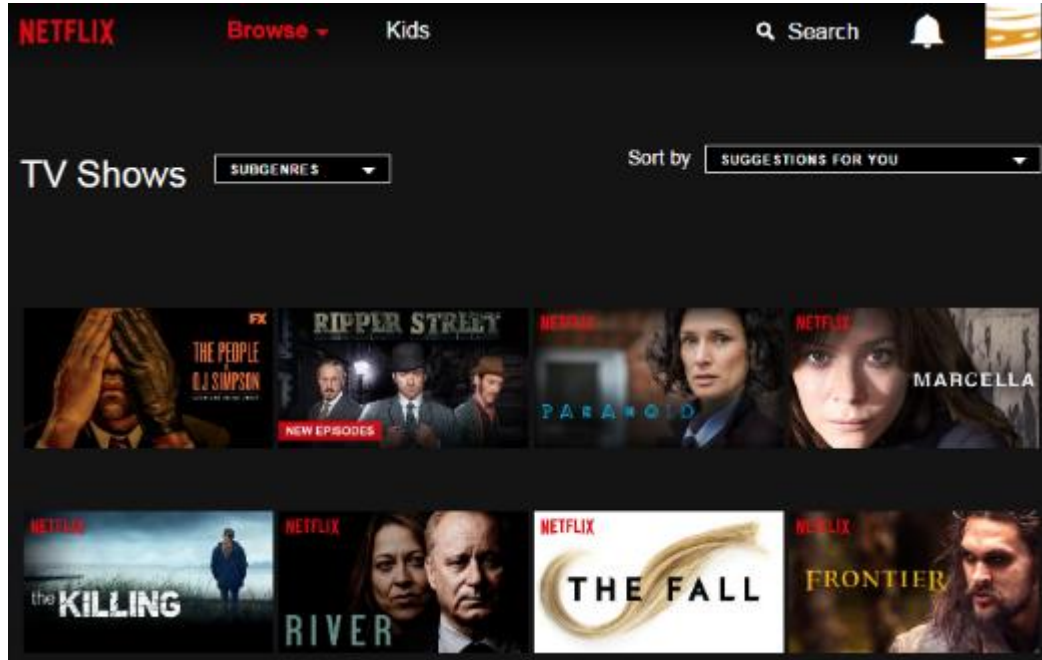 NETFLIX Browse Kids Search
TV Shows SUBGENRES Sort by SUGGESTIONS FOR YOU
FX
THE PEOPLE
O.J. SIMPSON
RIPPER STREET
NEW EPISODES
NETFLIX
PARANOID
NETFLIX
MARCELLA
NETFLIX
the KILLING
NETFLIX
RIVER
NETFLIX
THE FALL
NETFLIX
FRONTIER